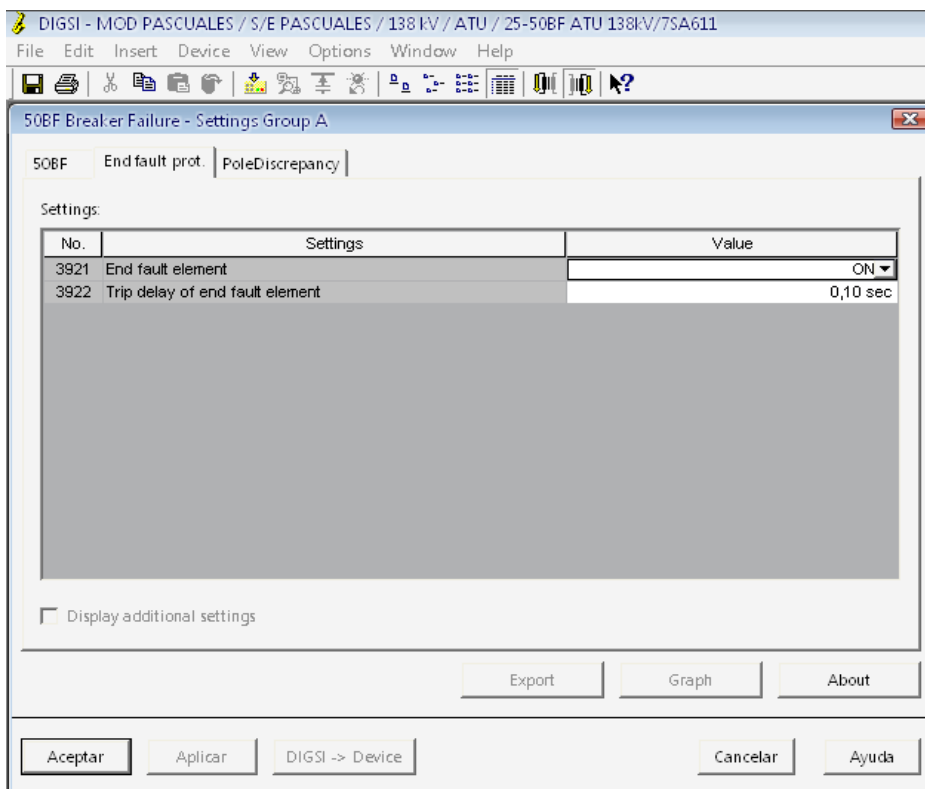 DIGSI - MOD PASCUALES / S/E PASCUALES / 138 kV / ATU / 25-50BF ATU 138kV/7SA611
File Edit Insert Device View Options Window Help
50BF Breaker Failure - Settings Group A
50BF End fault prot. PoleDiscrepancy
Settings:
No. Settings Value
3921 End fault element ON
3922 Trip delay of end fault element 0,10 sec
Display additional settings
Export Graph About
Aceptar Aplicar DIGSI -> Device Cancelar Ayuda